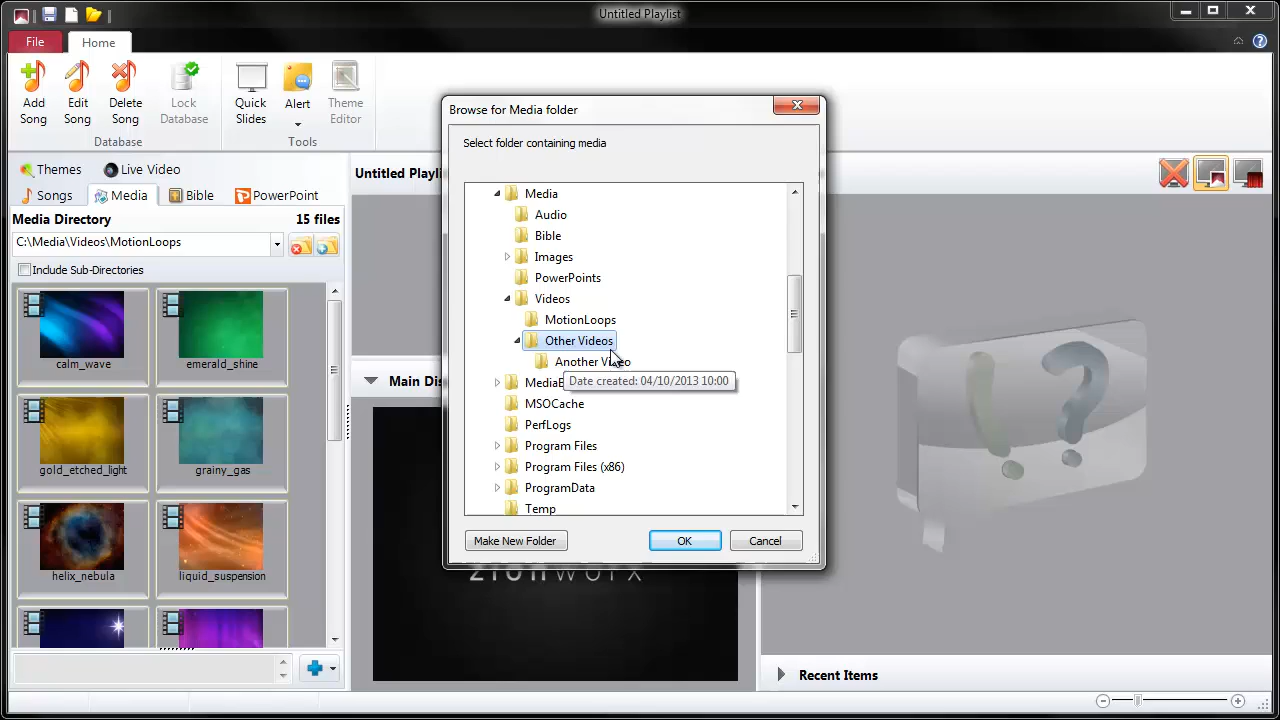 Untitled Playlist
File
Home
Add Song
Edit Song
Delete Song
Lock Database
Quick Slides
Alert
Theme Editor
Database
Tools
Themes
Live Video
Songs
Media
Bible
PowerPoint
Media Directory
15 files
C:\Media\Videos\MotionLoops
Include Sub-Directories
calm_wave
emerald_shine
gold_etched_light
grainy_gas
helix_nebula
liquid_suspension
Untitled Playli
Main Dis
zionworx
Browse for Media folder
Select folder containing media
Media
Audio
Bible
Images
PowerPoints
Videos
MotionLoops
Other Videos
Another Video
Date created: 04/10/2013 10:00
MSOCache
PerfLogs
Program Files
Program Files (x86)
ProgramData
Temp
Make New Folder
OK
Cancel
!?
Recent Items